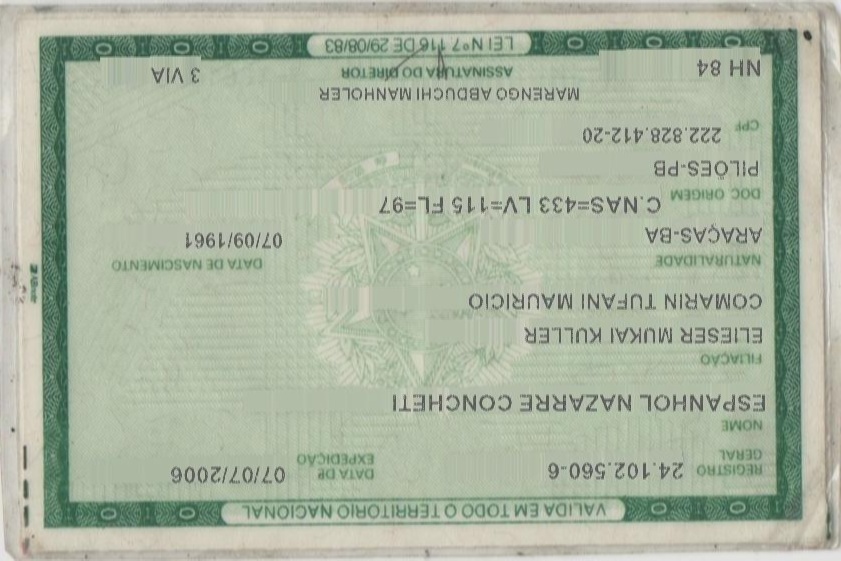 VALIDA EM TODO O TERRITORIO NACIONAL
REGISTRO GERAL 24.102.560-6 DATA DE EXPEDIÇÃO 07/07/2006
NOME
ESPANHOL NAZARRE CONCHETI
FILIAÇÃO
ELIESER MUKAI KULLER
COMARIN TUFANI MAURICIO
NATURALIDADE DATA DE NASCIMENTO
ARAÇAS-BA 07/09/1961
DOC ORIGEM C.NAS=433 LV=115 FL=97
PILÕES-PB
CPF 222.828.412-20
MARENGO ABDUCHI MANHOLER
NH 84 ASSINATURA DO DIRETOR 3 VIA
LEI Nº 7.116 DE 29/08/83